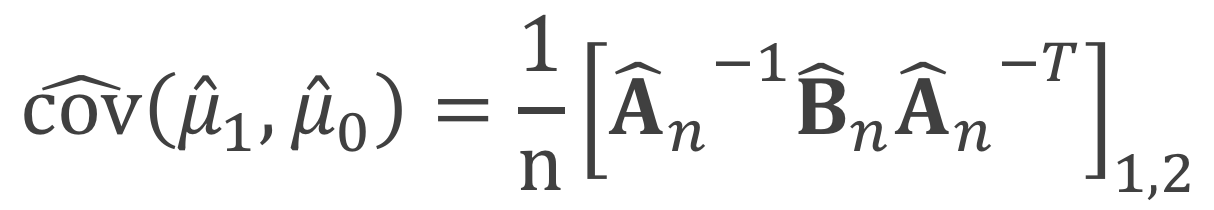 $\widehat{\text{cov}}(\hat{\mu}_1, \hat{\mu}_0) = \frac{1}{\text{n}} \left[ \widehat{\mathbf{A}}_n{}^{-1} \widehat{\mathbf{B}}_n \widehat{\mathbf{A}}_n{}^{-T} \right]_{1,2}$